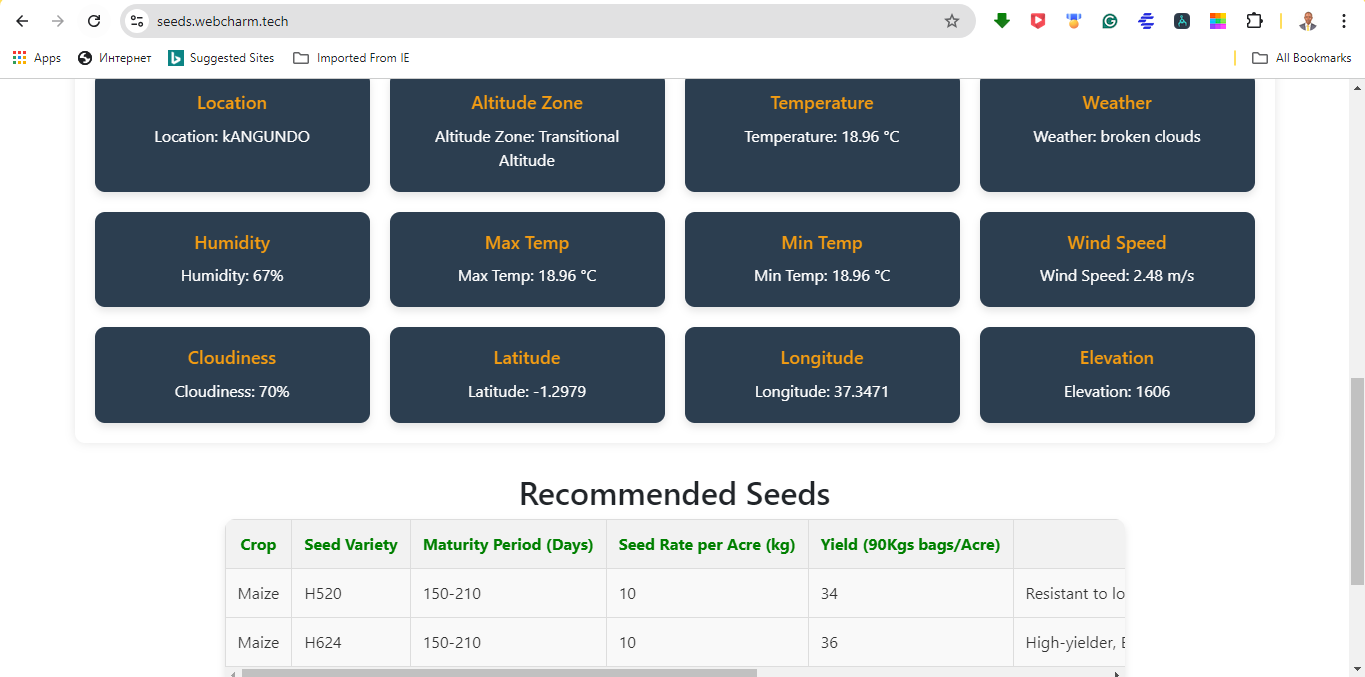 seeds.webcharm.tech
Apps Интернет Suggested Sites Imported From IE All Bookmarks
Location
Location: kANGUNDO
Altitude Zone
Altitude Zone: Transitional
Altitude
Temperature
Temperature: 18.96 °C
Weather
Weather: broken clouds
Humidity
Humidity: 67%
Max Temp
Max Temp: 18.96 °C
Min Temp
Min Temp: 18.96 °C
Wind Speed
Wind Speed: 2.48 m/s
Cloudiness
Cloudiness: 70%
Latitude
Latitude: -1.2979
Longitude
Longitude: 37.3471
Elevation
Elevation: 1606
Recommended Seeds
Crop Seed Variety Maturity Period (Days) Seed Rate per Acre (kg) Yield (90Kgs bags/Acre)
Maize H520 150-210 10 34 Resistant to lo
Maize H624 150-210 10 36 High-yielder,